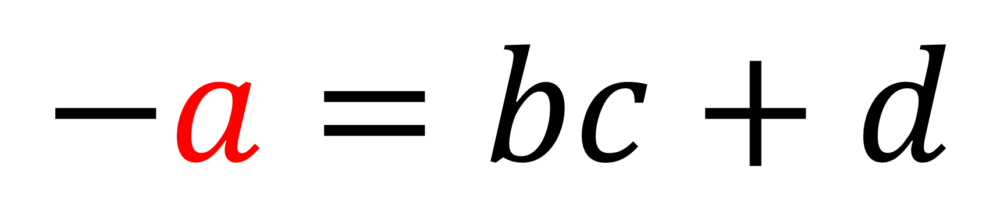 −a = bc + d